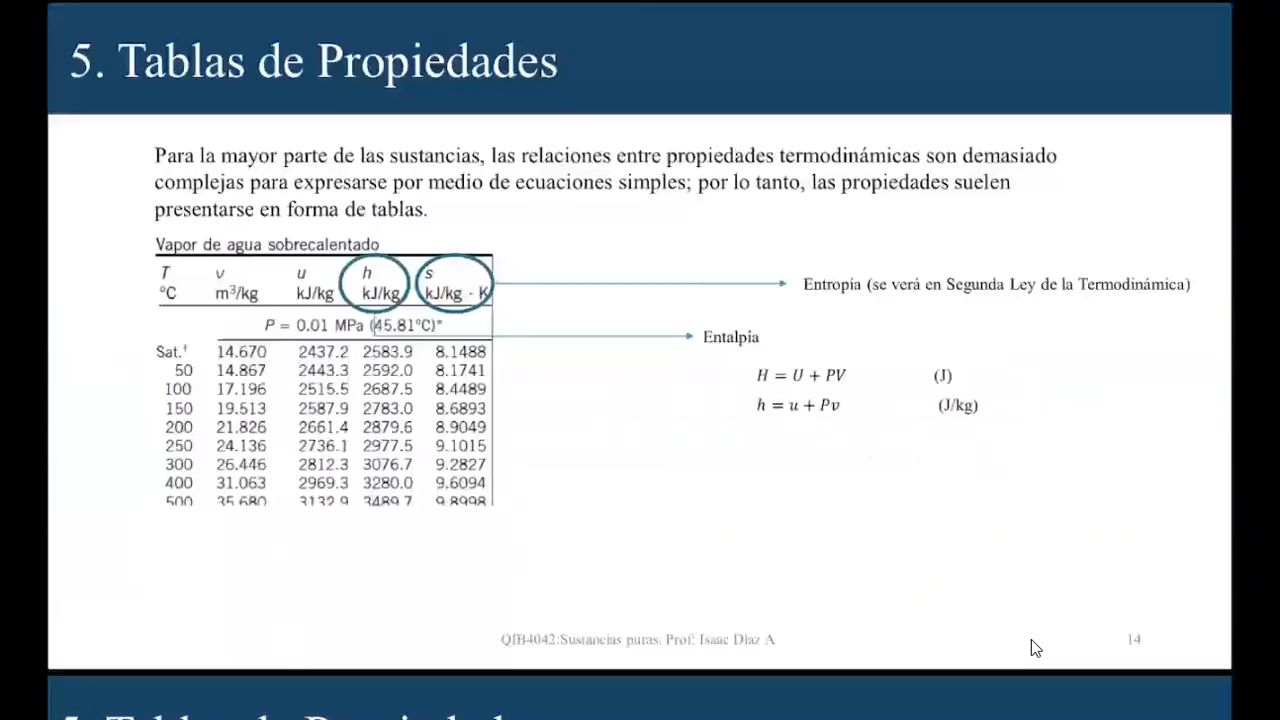 5. Tablas de Propiedades
Para la mayor parte de las sustancias, las relaciones entre propiedades termodinámicas son demasiado
complejas para expresarse por medio de ecuaciones simples; por lo tanto, las propiedades suelen
presentarse en forma de tablas.
Vapor de agua sobrecalentado
T v u h s
°C m³/kg kJ/kg kJ/kg kJ/kg · K
P = 0.01 MPa (45.81°C)*
Sat.† 14.670 2437.2 2583.9 8.1488
50 14.867 2443.3 2592.0 8.1741
100 17.196 2515.5 2687.5 8.4489
150 19.513 2587.9 2783.0 8.6893
200 21.826 2661.4 2879.6 8.9049
250 24.136 2736.1 2977.5 9.1015
300 26.446 2812.3 3076.7 9.2827
400 31.063 2969.3 3280.0 9.6094
500 35.680 3132.9 3489.7 9.8998
Entropía (se verá en Segunda Ley de la Termodinámica)
Entalpía
H = U + PV (J)
h = u + Pv (J/kg)
QIB4042:Sustancias puras. Prof: Isaac Díaz A
14
5. Tablas de Propiedades